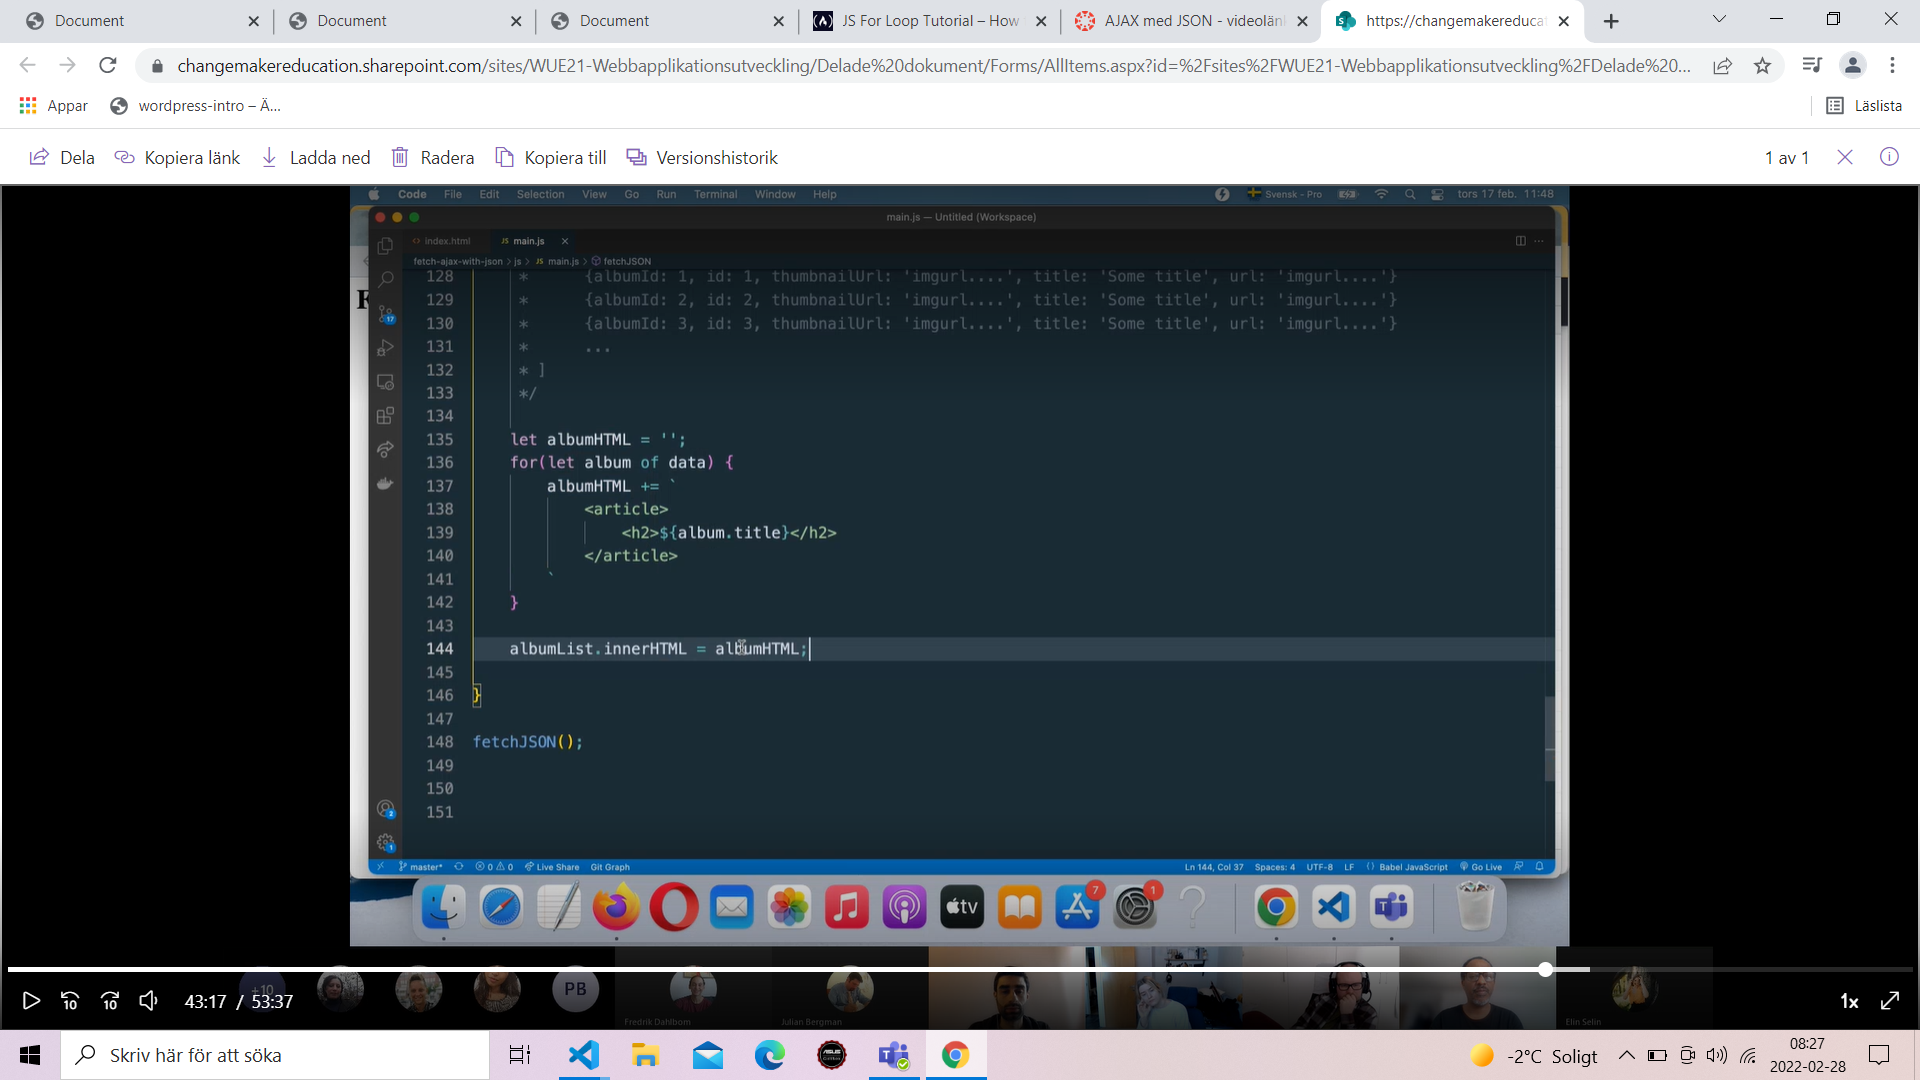 Document
Document
Document
JS For Loop Tutorial – How
AJAX med JSON - videolän
https://changemakereducat
changemakereducation.sharepoint.com/sites/WUE21-Webbapplikationsutveckling/Delade%20dokument/Forms/AllItems.aspx?id=%2Fsites%2FWUE21-Webbapplikationsutveckling%2FDelade%20...
Appar
wordpress-intro – Ä...
Läslista
Dela
Kopiera länk
Ladda ned
Radera
Kopiera till
Versionshistorik
1 av 1
Code File Edit Selection View Go Run Terminal Window Help
Svensk - Pro
tors 17 feb. 11:48
main.js — Untitled (Workspace)
index.html
JS main.js
fetch-ajax-with-json > js > JS main.js > fetchJSON
128 * {albumId: 1, id: 1, thumbnailUrl: 'imgurl....', title: 'Some title', url: 'imgurl....'}
129 * {albumId: 2, id: 2, thumbnailUrl: 'imgurl....', title: 'Some title', url: 'imgurl....'}
130 * {albumId: 3, id: 3, thumbnailUrl: 'imgurl....', title: 'Some title', url: 'imgurl....'}
131 * ...
132 * ]
133 */
134
135 let albumHTML = '';
136 for(let album of data) {
137 albumHTML += `
138 <article>
139 <h2>${album.title}</h2>
140 </article>
141 `
142 }
143
144 albumList.innerHTML = albumHTML;
145
146 }
147
148 fetchJSON();
149
150
151
master*
0 0
Live Share
Git Graph
Ln 144, Col 37
Spaces: 4
UTF-8
LF
Babel JavaScript
Go Live
tv
7
1
+10
PB
Fredrik Dahlbom
Julian Bergman
Elin Selin
10
10
43:17 / 53:37
1x
Skriv här för att söka
-2°C Soligt
08:27
2022-02-28